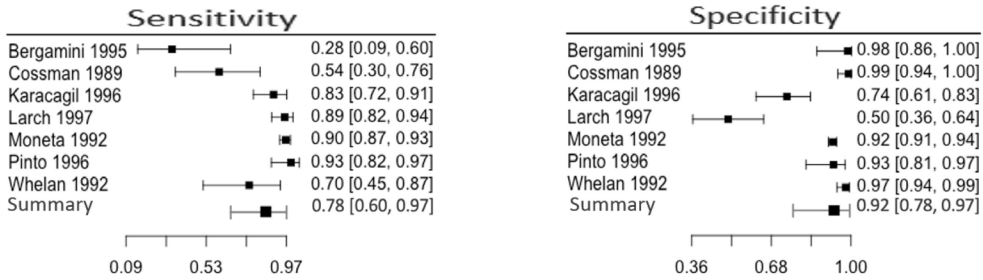 Sensitivity
Bergamini 1995 0.28 [0.09, 0.60]
Cossman 1989 0.54 [0.30, 0.76]
Karacagil 1996 0.83 [0.72, 0.91]
Larch 1997 0.89 [0.82, 0.94]
Moneta 1992 0.90 [0.87, 0.93]
Pinto 1996 0.93 [0.82, 0.97]
Whelan 1992 0.70 [0.45, 0.87]
Summary 0.78 [0.60, 0.97]
0.09 0.53 0.97
Specificity
Bergamini 1995 0.98 [0.86, 1.00]
Cossman 1989 0.99 [0.94, 1.00]
Karacagil 1996 0.74 [0.61, 0.83]
Larch 1997 0.50 [0.36, 0.64]
Moneta 1992 0.92 [0.91, 0.94]
Pinto 1996 0.93 [0.81, 0.97]
Whelan 1992 0.97 [0.94, 0.99]
Summary 0.92 [0.78, 0.97]
0.36 0.68 1.00